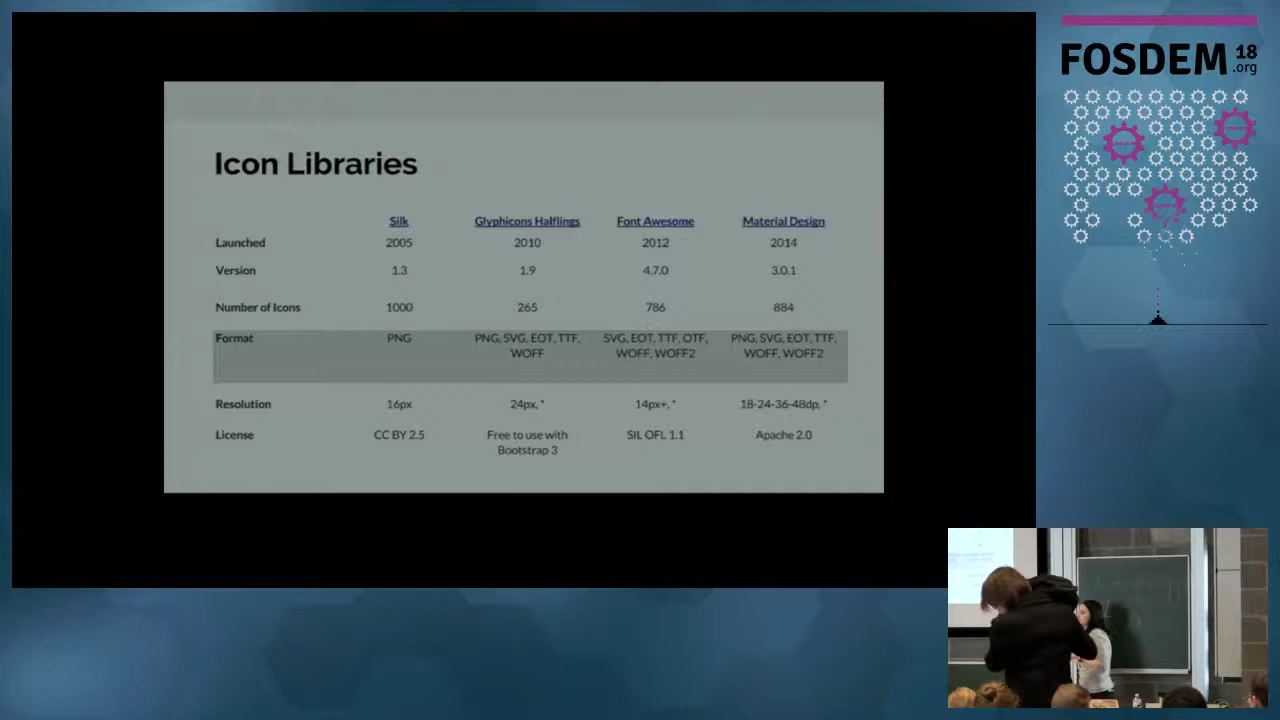 FOSDEM 18
.org
Icon Libraries
Silk Glyphicons Halflings Font Awesome Material Design
Launched 2005 2010 2012 2014
Version 1.3 1.9 4.7.0 3.0.1
Number of Icons 1000 265 786 884
Format PNG PNG, SVG, EOT, TTF, SVG, EOT, TTF, OTF, PNG, SVG, EOT, TTF,
WOFF WOFF, WOFF2 WOFF, WOFF2
Resolution 16px 24px, * 14px+, * 18-24-36-48dp, *
License CC BY 2.5 Free to use with SIL OFL 1.1 Apache 2.0
Bootstrap 3